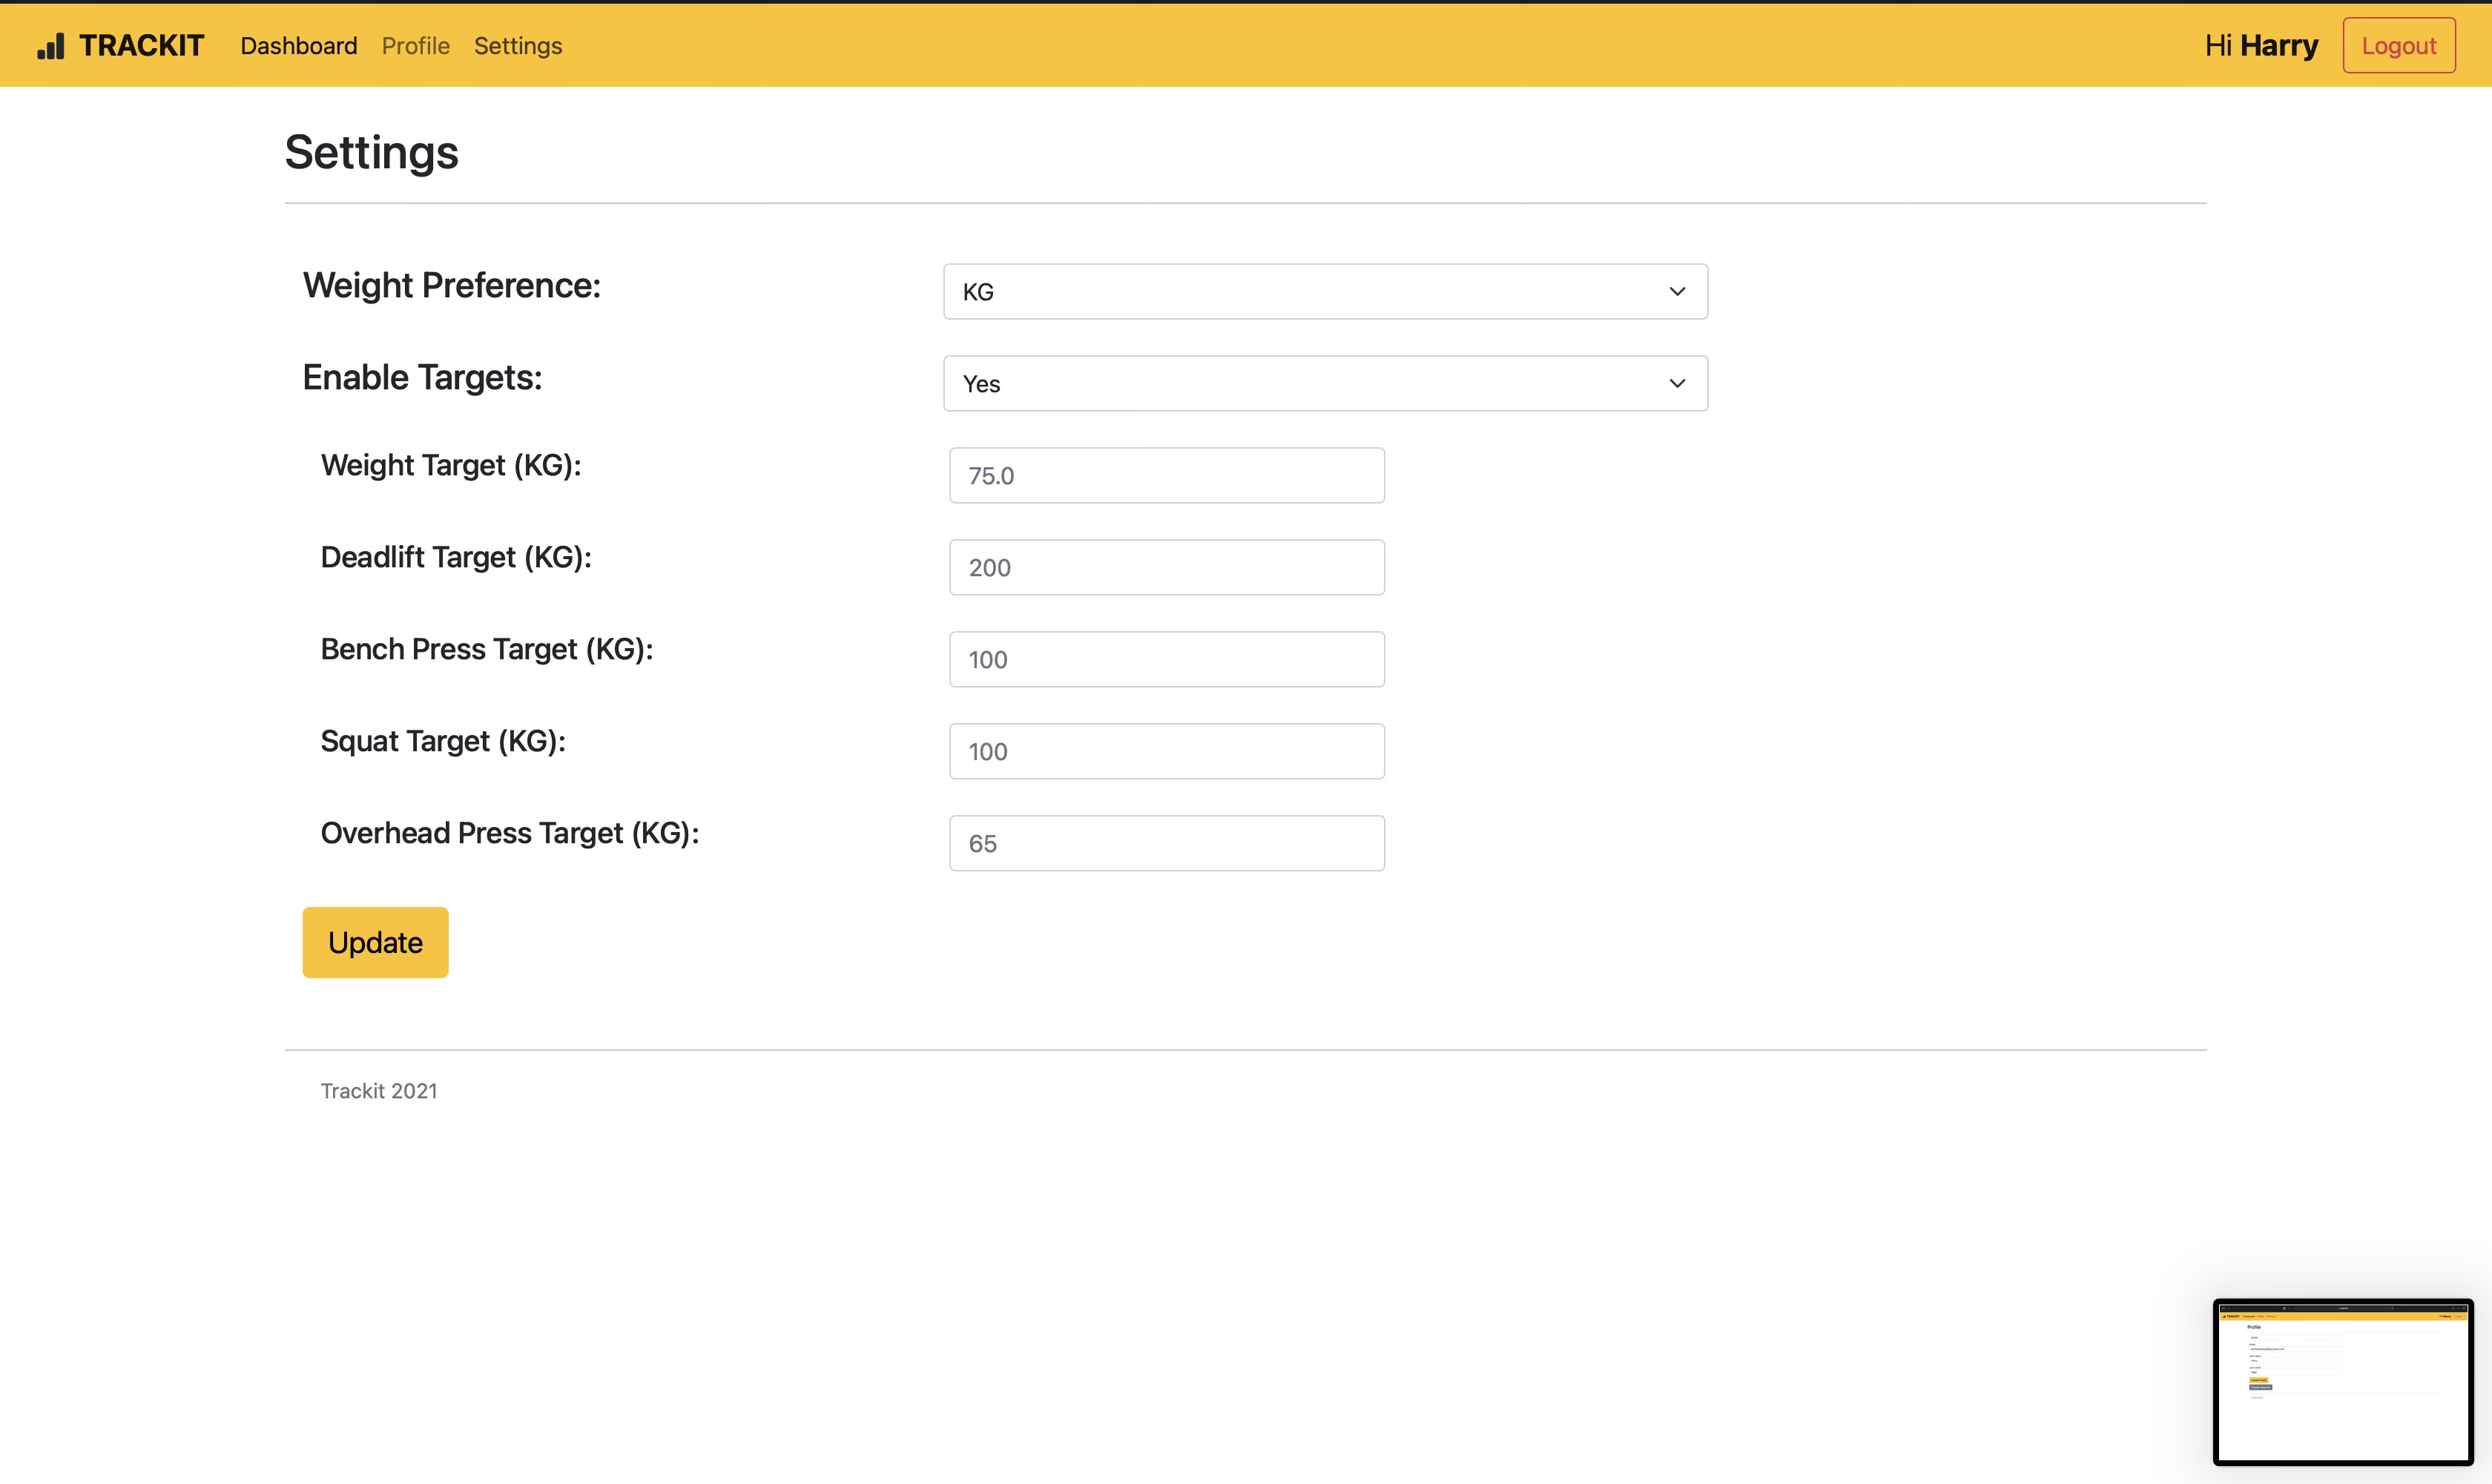 TRACKIT Dashboard Profile Settings Hi Harry Logout
Settings
Weight Preference: KG
Enable Targets: Yes
Weight Target (KG): 75.0
Deadlift Target (KG): 200
Bench Press Target (KG): 100
Squat Target (KG): 100
Overhead Press Target (KG): 65
Update
Trackit 2021
Profile